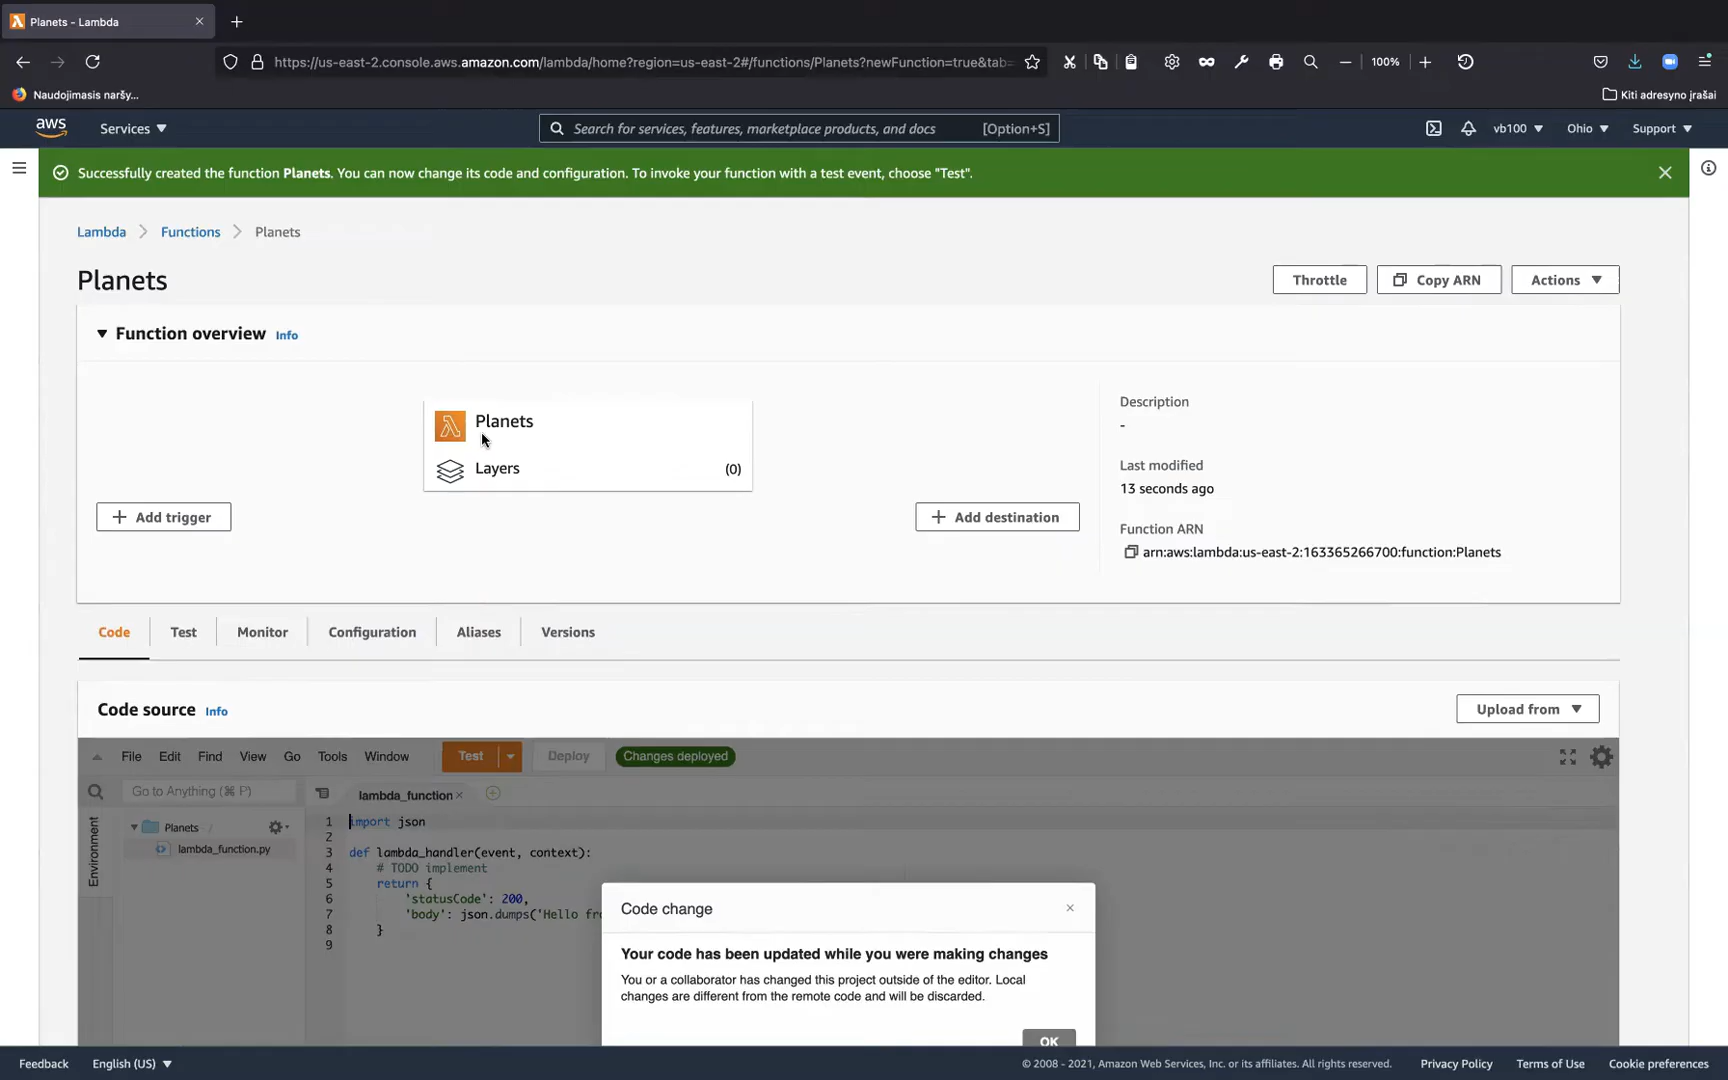 Planets - Lambda
https://us-east-2.console.aws.amazon.com/lambda/home?region=us-east-2#/functions/Planets?newFunction=true&tab=
100%
Naudojimasis naršy...
Kiti adresyno įrašai
aws
Services
Search for services, features, marketplace products, and docs
[Option+S]
vb100
Ohio
Support
Successfully created the function Planets. You can now change its code and configuration. To invoke your function with a test event, choose "Test".
Lambda
Functions
Planets
Planets
Throttle
Copy ARN
Actions
Function overview Info
Planets
Layers
(0)
Add trigger
Add destination
Description
-
Last modified
13 seconds ago
Function ARN
arn:aws:lambda:us-east-2:163365266700:function:Planets
Code
Test
Monitor
Configuration
Aliases
Versions
Code source Info
Upload from
File
Edit
Find
View
Go
Tools
Window
Test
Deploy
Changes deployed
Go to Anything (⌘ P)
lambda_function
Environment
Planets /
lambda_function.py
1 import json
2
3 def lambda_handler(event, context):
4 # TODO implement
5 return {
6 'statusCode': 200,
7 'body': json.dumps('Hello fr
8 }
9
Code change
Your code has been updated while you were making changes
You or a collaborator has changed this project outside of the editor. Local
changes are different from the remote code and will be discarded.
OK
Feedback
English (US)
© 2008 - 2021, Amazon Web Services, Inc. or its affiliates. All rights reserved.
Privacy Policy
Terms of Use
Cookie preferences